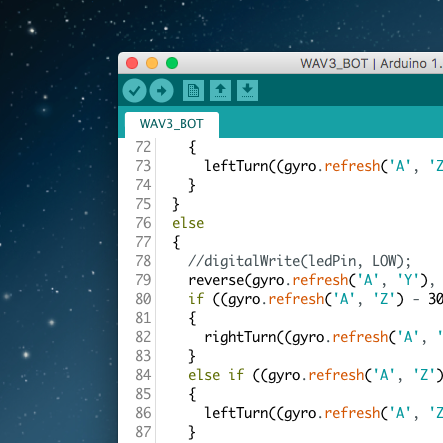 WAV3_BOT | Arduino 1.
WAV3_BOT
72 {
73 leftTurn((gyro.refresh('A', 'Z
74 }
75 }
76 else
77 {
78 //digitalWrite(ledPin, LOW);
79 reverse(gyro.refresh('A', 'Y'),
80 if ((gyro.refresh('A', 'Z') - 30
81 {
82 rightTurn((gyro.refresh('A', '
83 }
84 else if ((gyro.refresh('A', 'Z')
85 {
86 leftTurn((gyro.refresh('A', 'Z
87 }